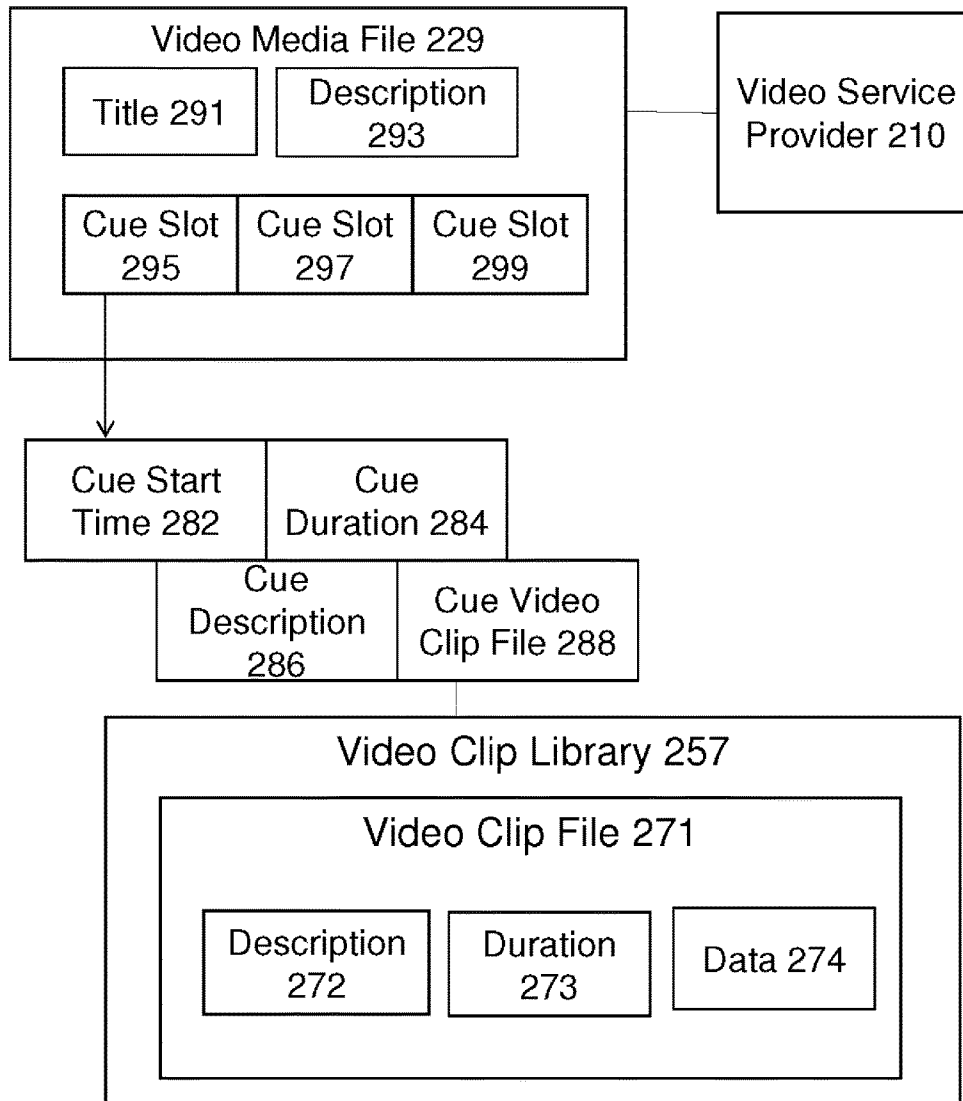 Video Media File 229
Title 291
Description
293
Video Service
Provider 210
Cue Slot
295
Cue Slot
297
Cue Slot
299
Cue Start
Time 282
Cue
Duration 284
Cue
Description
286
Cue Video
Clip File 288
Video Clip Library 257
Video Clip File 271
Description
272
Duration
273
Data 274